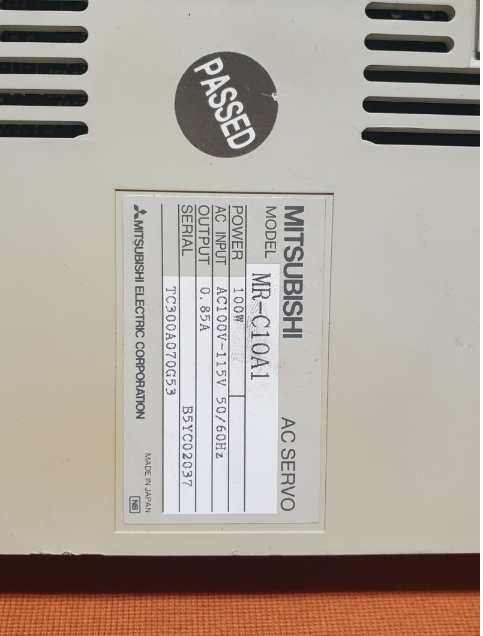 PASSED
MITSUBISHI AC SERVO
MODEL MR-C10A1
POWER 100W
AC INPUT AC100V-115V 50/60Hz
OUTPUT 0.85A
SERIAL B5YC02037
TC300A070G53
MITSUBISHI ELECTRIC CORPORATION MADE IN JAPAN NB